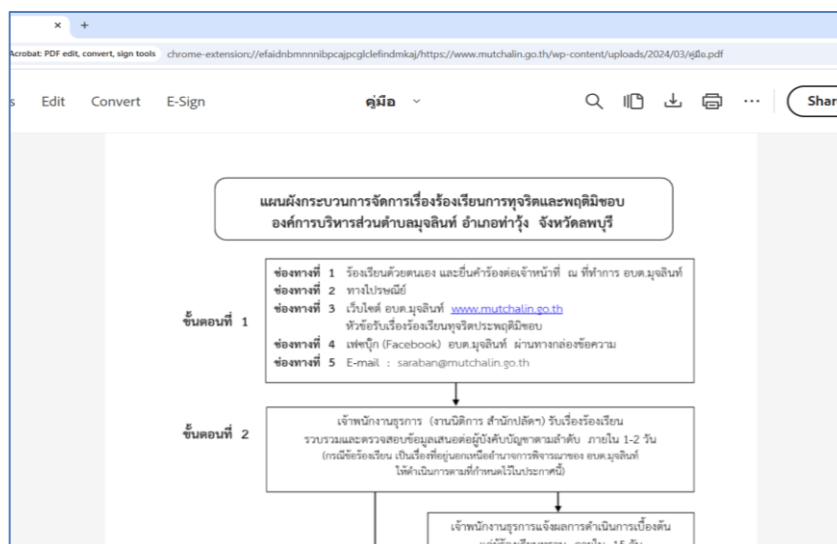 × +
Acrobat: PDF edit, convert, sign tools chrome-extension://efaidnbmnnnibpcajpcglclefindmkaj/https://www.mutchalin.go.th/wp-content/uploads/2024/03/คู่มือ.pdf
Edit Convert E-Sign คู่มือ Shar
แผนผังกระบวนการจัดการเรื่องร้องเรียนการทุจริตและพฤติมิชอบ
องค์การบริหารส่วนตำบลมุจลินท์ อำเภอท่าวุ้ง จังหวัดลพบุรี
ขั้นตอนที่ 1
ช่องทางที่ 1 ร้องเรียนด้วยตนเอง และยื่นคำร้องต่อเจ้าหน้าที่ ณ ที่ทำการ อบต.มุจลินท์
ช่องทางที่ 2 ทางไปรษณีย์
ช่องทางที่ 3 เว็บไซต์ อบต.มุจลินท์ www.mutchalin.go.th
หัวข้อรับเรื่องร้องเรียนทุจริตประพฤติมิชอบ
ช่องทางที่ 4 เฟซบุ๊ก (Facebook) อบต.มุจลินท์ ผ่านทางกล่องข้อความ
ช่องทางที่ 5 E-mail : saraban@mutchalin.go.th
ขั้นตอนที่ 2
เจ้าพนักงานธุรการ (งานนิติการ สำนักปลัดฯ) รับเรื่องร้องเรียน
รวบรวมและตรวจสอบข้อมูลเสนอต่อผู้บังคับบัญชาตามลำดับ ภายใน 1-2 วัน
(กรณีข้อร้องเรียน เป็นเรื่องที่อยู่นอกเหนืออำนาจการพิจารณาของ อบต.มุจลินท์
ให้ดำเนินการตามที่กำหนดไว้ในประกาศนี้)
เจ้าพนักงานธุรการแจ้งผลการดำเนินการเบื้องต้น